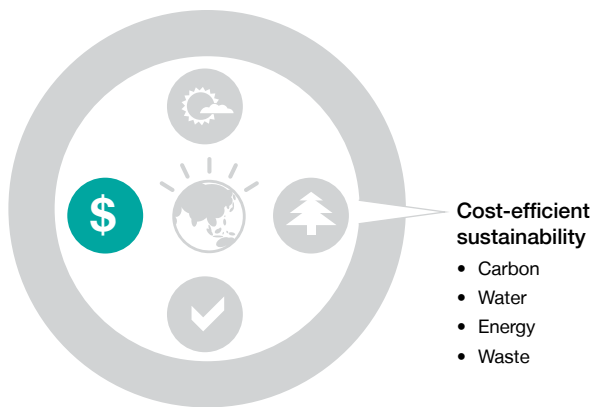 $
Cost-efficient
sustainability
• Carbon
• Water
• Energy
• Waste